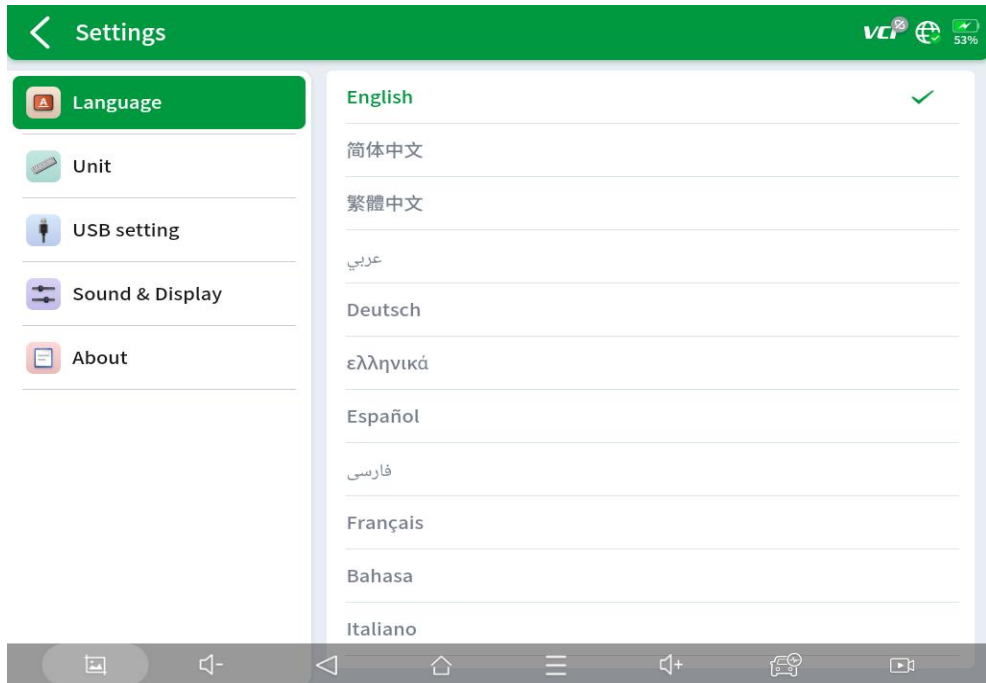 Settings
VCI
53%
Language
Unit
USB setting
Sound & Display
About
English
简体中文
繁體中文
عربي
Deutsch
ελληνικά
Español
فارسی
Français
Bahasa
Italiano